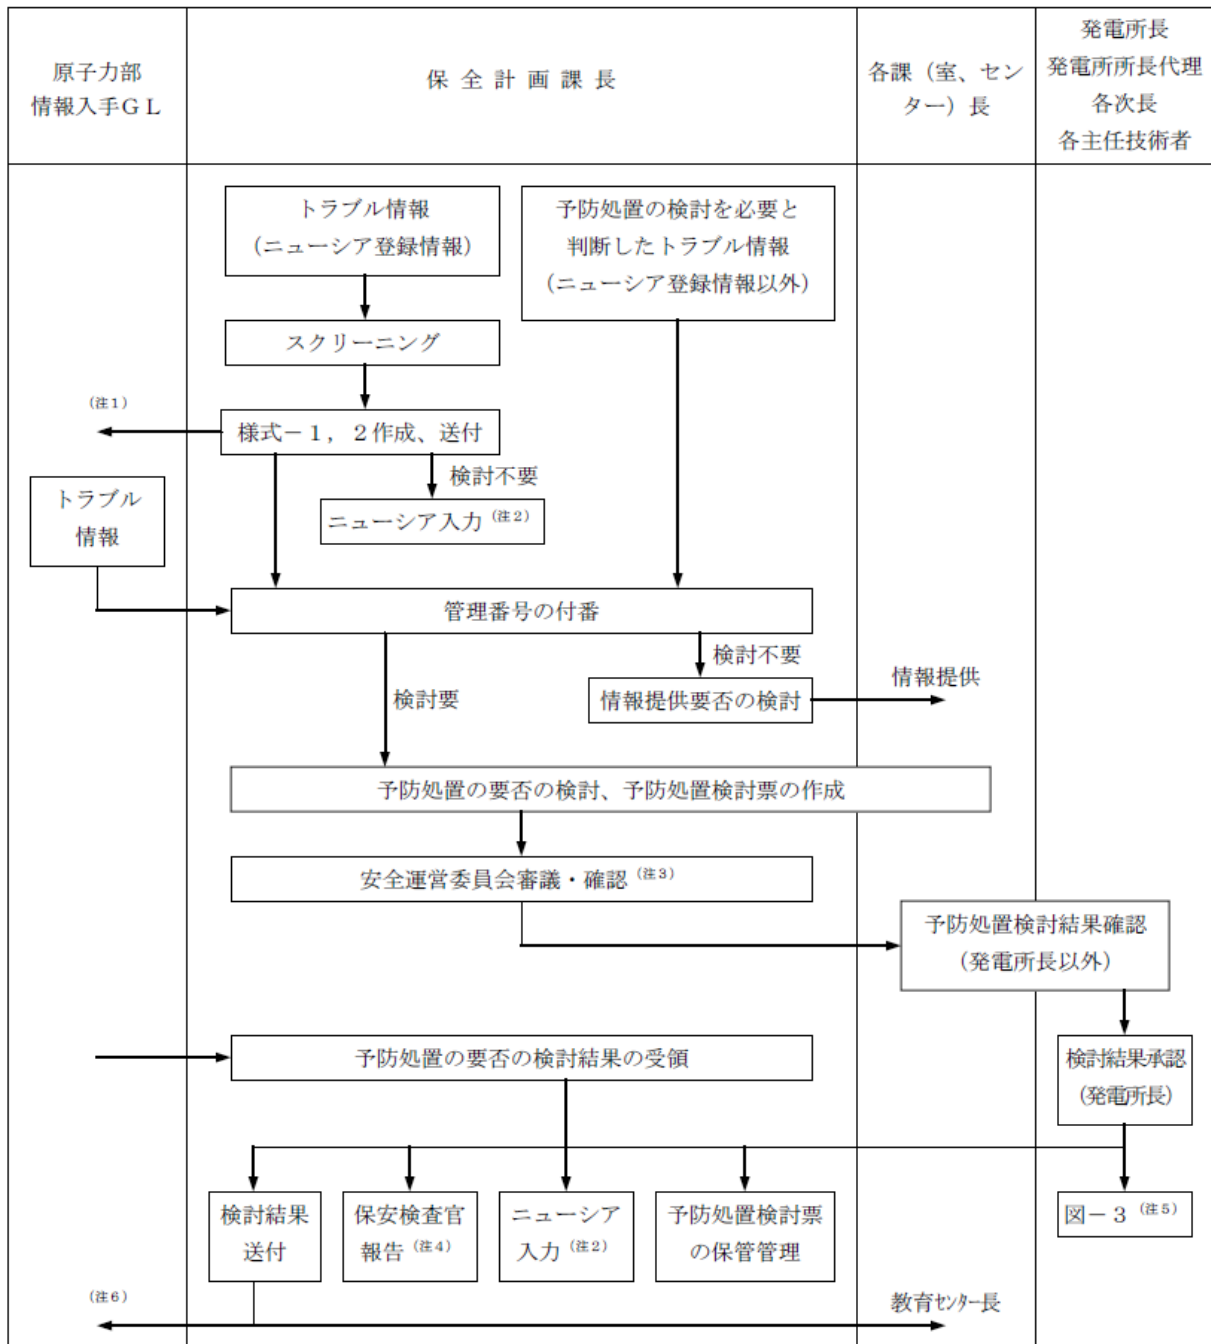 原子力部
情報入手GL
保全計画課長
各課（室、セン
ター）長
発電所長
発電所所長代理
各次長
各主任技術者
トラブル情報
（ニューシア登録情報）
予防処置の検討を必要と
判断したトラブル情報
（ニューシア登録情報以外）
スクリーニング
（注1）
様式－１，２作成、送付
検討不要
トラブル
情報
ニューシア入力（注2）
管理番号の付番
検討不要
検討要
情報提供要否の検討
情報提供
予防処置の要否の検討、予防処置検討票の作成
安全運営委員会審議・確認（注3）
予防処置検討結果確認
（発電所長以外）
予防処置の要否の検討結果の受領
検討結果承認
（発電所長）
検討結果
送付
保安検査官
報告（注4）
ニューシア
入力（注2）
予防処置検討票
の保管管理
図－３（注5）
（注6）
教育センター長